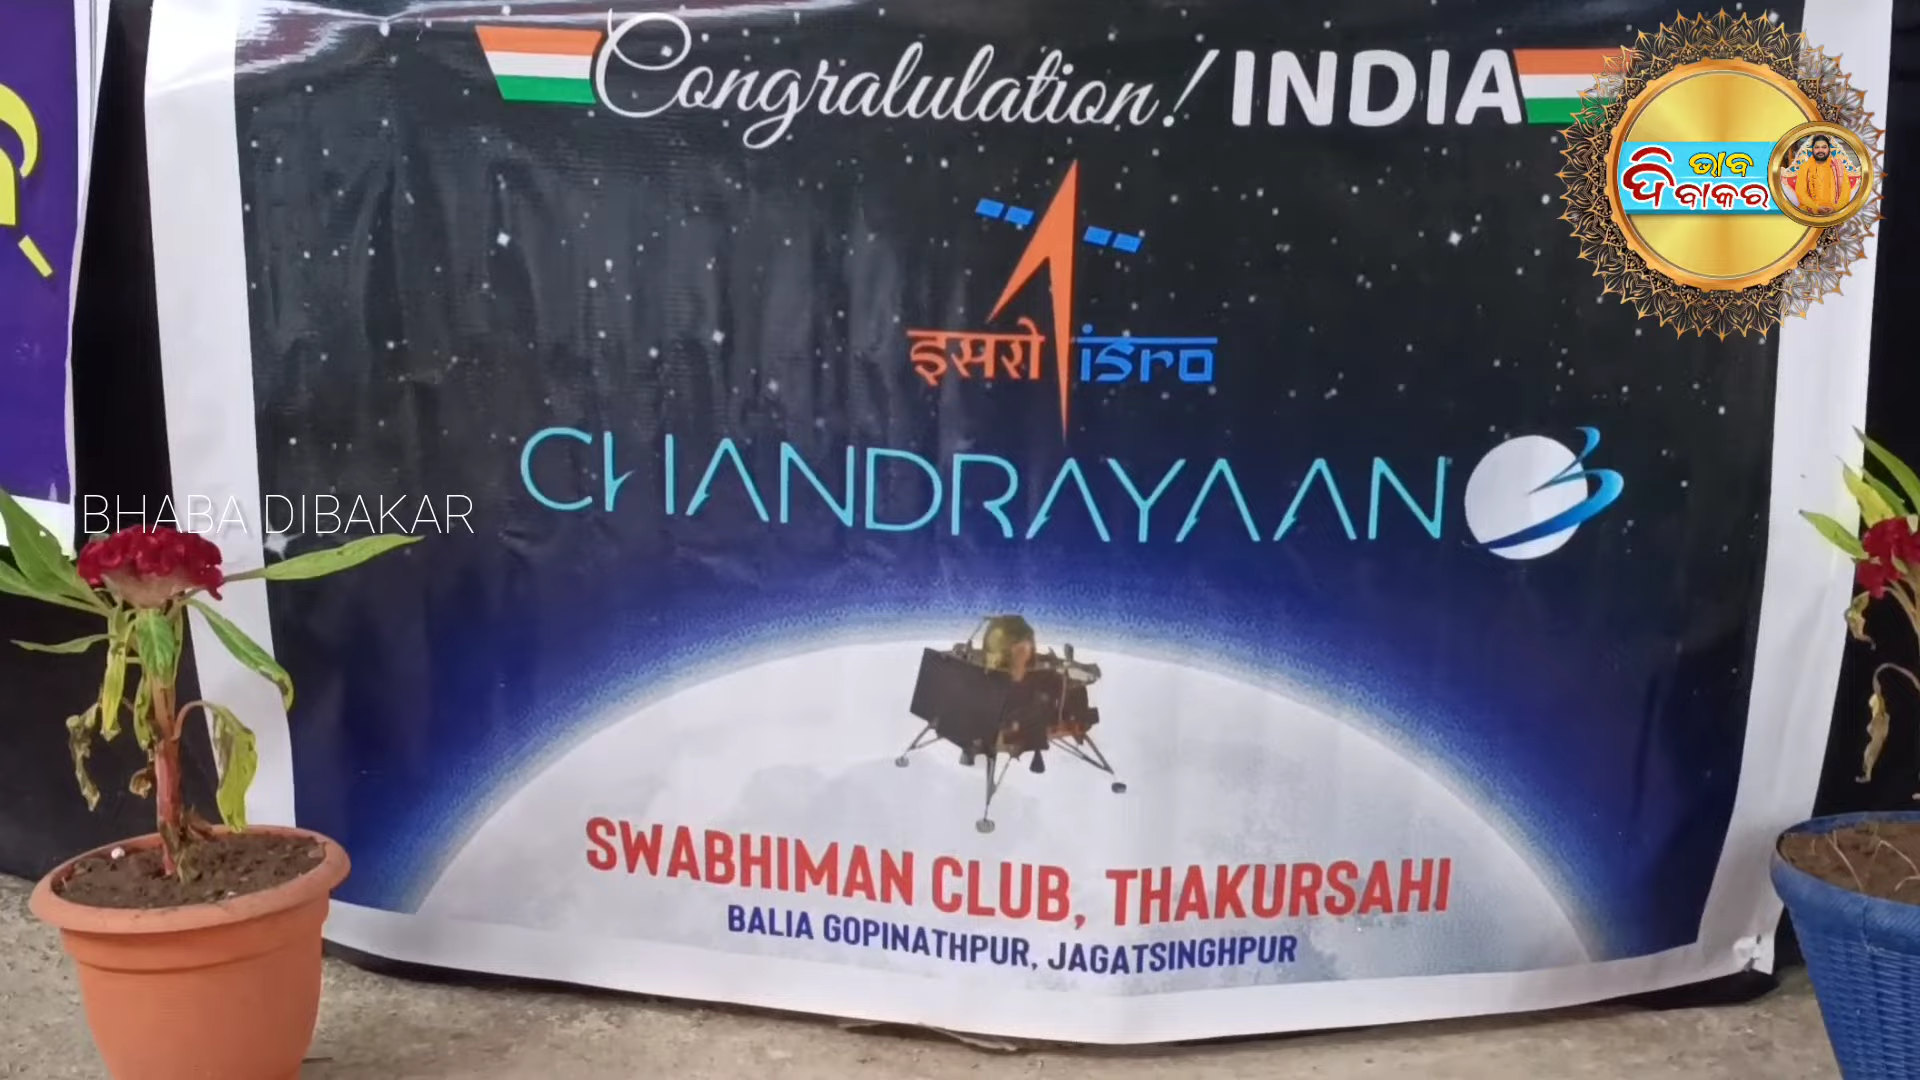 Congralulation! INDIA
ଭାବ
ଦିବାକର
इसरो isro
CHANDRAYAAN 3
BHABA DIBAKAR
SWABHIMAN CLUB, THAKURSAHI
BALIA GOPINATHPUR, JAGATSINGHPUR